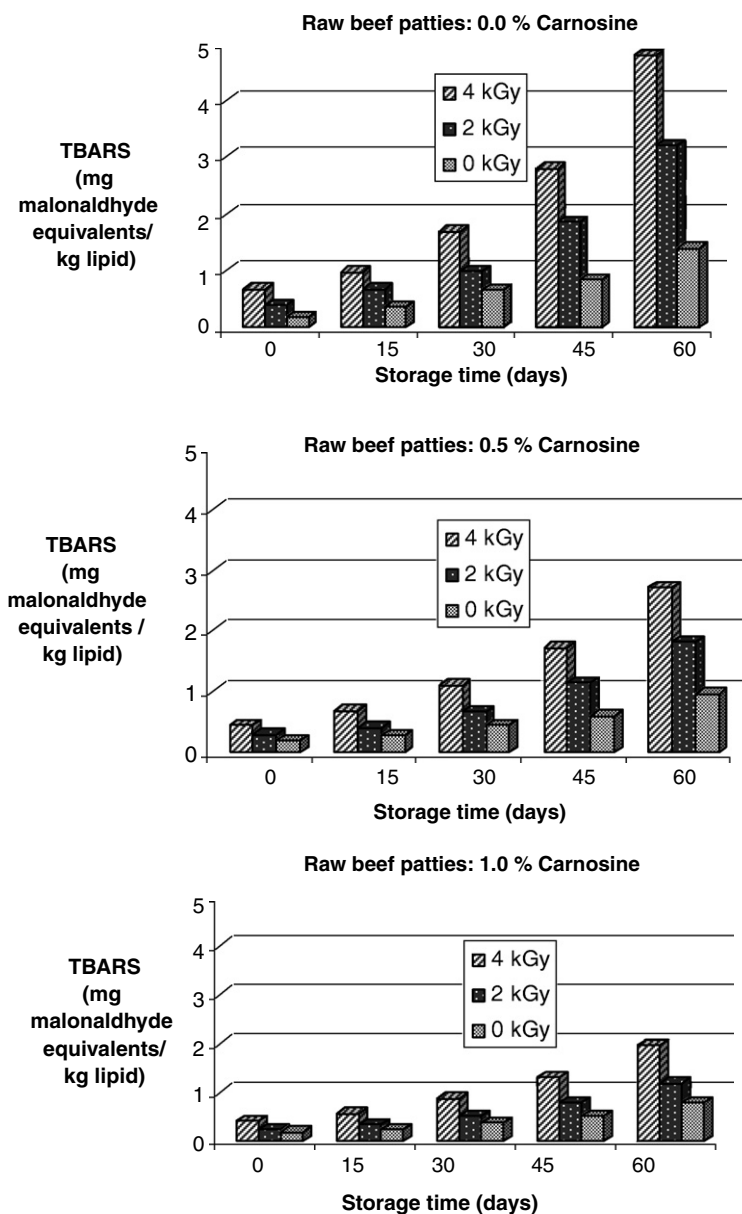 Raw beef patties: 0.0 % Carnosine
5
4
3
2
1
0
TBARS
(mg
malonaldhyde
equivalents/
kg lipid)
4 kGy
2 kGy
0 kGy
0 15 30 45 60
Storage time (days)
Raw beef patties: 0.5 % Carnosine
5
4
3
2
1
0
TBARS
(mg
malonaldhyde
equivalents /
kg lipid)
4 kGy
2 kGy
0 kGy
0 15 30 45 60
Storage time (days)
Raw beef patties: 1.0 % Carnosine
5
4
3
2
1
0
TBARS
(mg
malonaldhyde
equivalents/
kg lipid)
4 kGy
2 kGy
0 kGy
0 15 30 45 60
Storage time (days)